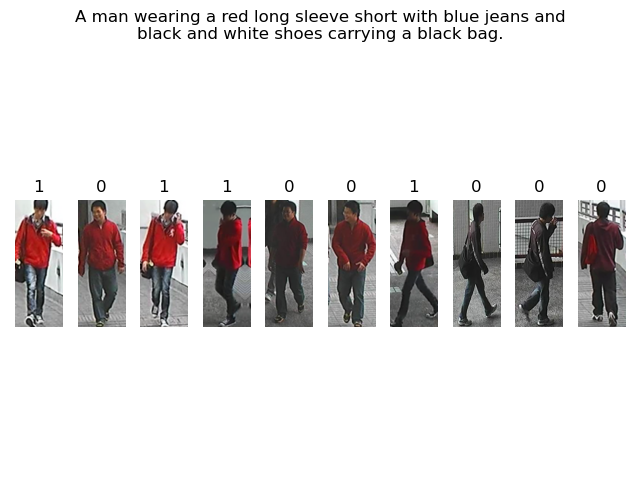 A man wearing a red long sleeve short with blue jeans and
black and white shoes carrying a black bag.
1 0 1 1 0 0 1 0 0 0